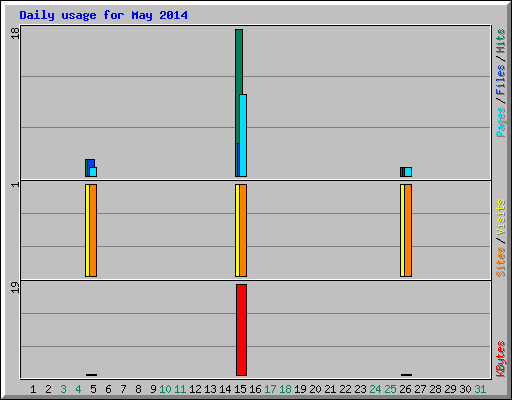 Daily usage for May 2014
18
1
19
Pages / Files / Hits
Sites / Visits
KBytes
1 2 3 4 5 6 7 8 9 10 11 12 13 14 15 16 17 18 19 20 21 22 23 24 25 26 27 28 29 30 31